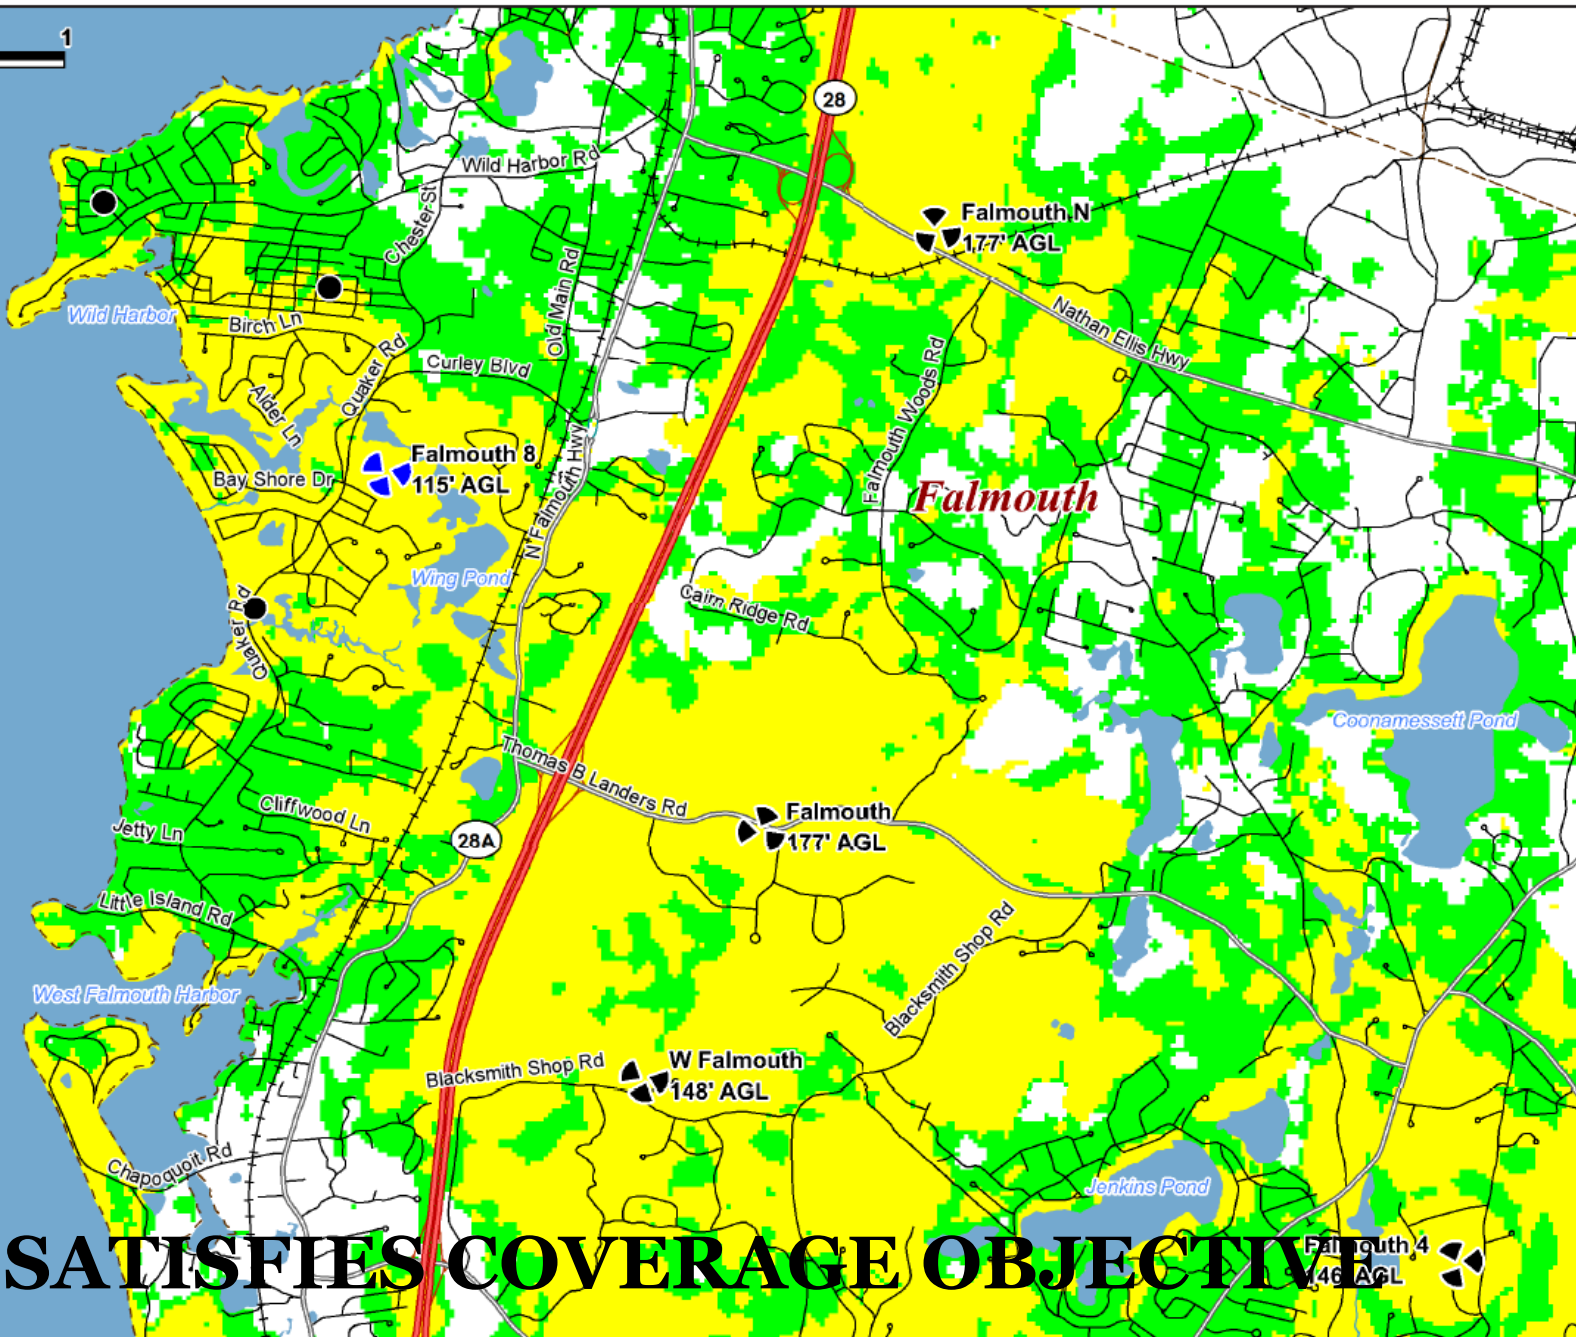 1
28
Wild Harbor Rd
Chester St
Falmouth N
177' AGL
Old Main Rd
Wild Harbor
Birch Ln
Quaker Rd
Curley Blvd
Nathan Ellis Hwy
Falmouth Woods Rd
Alder Ln
Falmouth 8
115' AGL
Bay Shore Dr
N Falmouth Hwy
Falmouth
Wing Pond
Quaker Rd
Cairn Ridge Rd
Coonamessett Pond
Thomas B Landers Rd
Cliffwood Ln
Jetty Ln
28A
Falmouth
177' AGL
Little Island Rd
Blacksmith Shop Rd
West Falmouth Harbor
Blacksmith Shop Rd
W Falmouth
148' AGL
Chapoquoit Rd
Jenkins Pond
SATISFIES COVERAGE OBJECTIVE
Falmouth 4
146' AGL